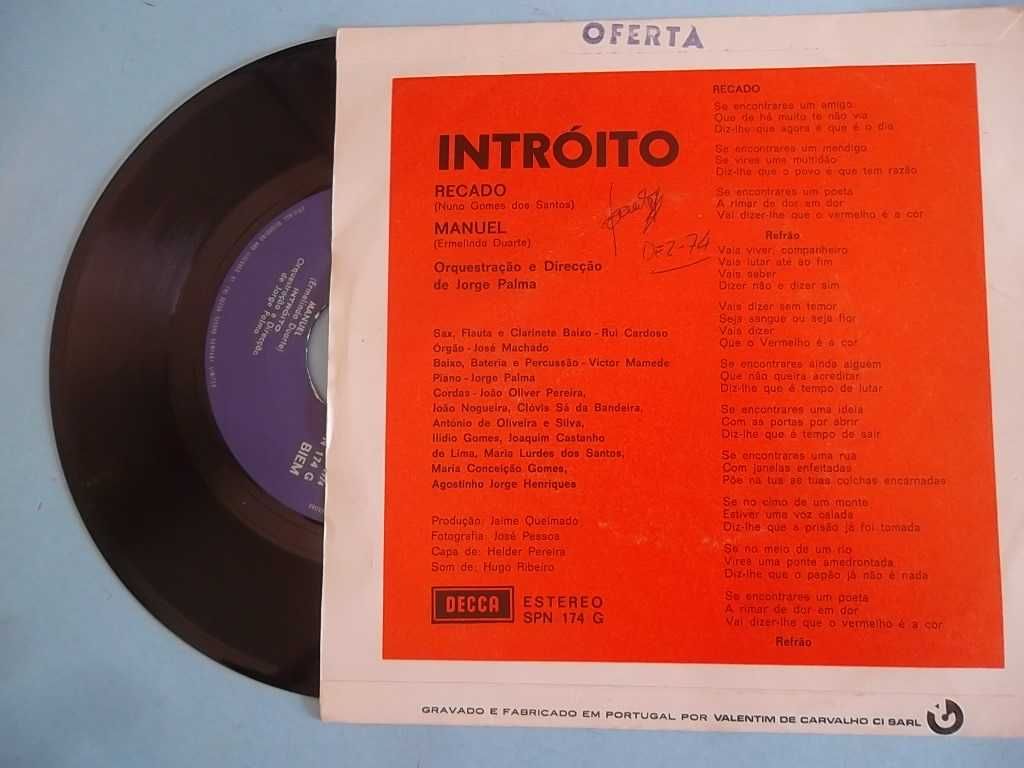 OFERTA
INTRÓITO
RECADO
(Nuno Gomes dos Santos)
MANUEL
(Ermelinda Duarte)
Orquestração e Direcção
de Jorge Palma
DEZ-74
Sax, Flauta e Clarinete Baixo - Rui Cardoso
Órgão - José Machado
Baixo, Bateria e Percussão - Victor Mamede
Piano - Jorge Palma
Cordas - João Oliver Pereira,
João Nogueira, Clóvis Sá da Bandeira,
António de Oliveira e Silva,
Ilídio Gomes, Joaquim Castanho
de Lima, Maria Lurdes dos Santos,
Maria Conceição Gomes,
Agostinho Jorge Henriques
Produção: Jaime Queimado
Fotografia: José Pessoa
Capa de: Helder Pereira
Som de: Hugo Ribeiro
DECCA
ESTEREO
SPN 174 G
RECADO
Se encontrares um amigo
Que de há muito te não via
Diz-lhe que agora é que é o dia
Se encontrares um mendigo
Se vires uma multidão
Diz-lhe que o povo é que tem razão
Se encontrares um poeta
A rimar de dor em dor
Vai dizer-lhe que o vermelho é a cor
Refrão
Vais viver, companheiro
Vais lutar até ao fim
Vais saber
Dizer não e dizer sim
Vais dizer sem temor
Seja sangue ou seja flor
Vais dizer
Que o Vermelho é a cor
Se encontrares ainda alguém
Que não queira acreditar
Diz-lhe que é tempo de lutar
Se encontrares uma ideia
Com as portas por abrir
Diz-lhe que é tempo de sair
Se encontrares uma rua
Com janelas enfeitadas
Põe na tua as tuas colchas encarnadas
Se no cimo de um monte
Estiver uma voz calada
Diz-lhe que a prisão já foi tomada
Se no meio de um rio
Vires uma ponte amedrontada
Diz-lhe que o papão já não é nada
Se encontrares um poeta
A rimar de dor em dor
Vai dizer-lhe que o vermelho é a cor
Refrão
GRAVADO E FABRICADO EM PORTUGAL POR VALENTIM DE CARVALHO CI SARL
MANUEL
(Ermelinda Duarte)
INTRÓITO
Orquestração e Direcção
de Jorge Palma
N 174 G
BIEM